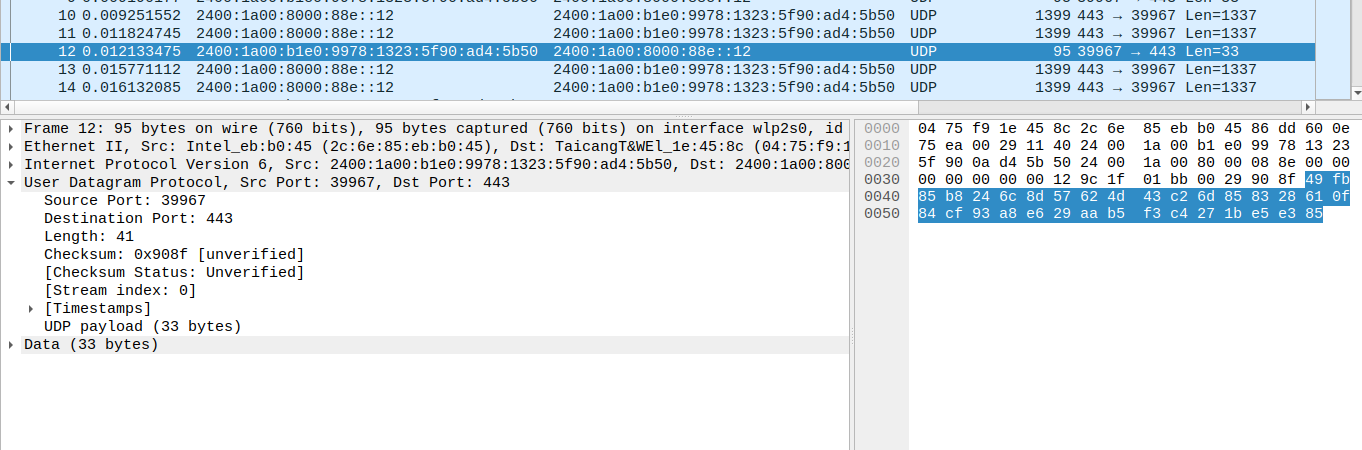 10 0.009251552 2400:1a00:8000:88e::12 2400:1a00:b1e0:9978:1323:5f90:ad4:5b50 UDP 1399 443 → 39967 Len=1337
11 0.011824745 2400:1a00:8000:88e::12 2400:1a00:b1e0:9978:1323:5f90:ad4:5b50 UDP 1399 443 → 39967 Len=1337
12 0.012133475 2400:1a00:b1e0:9978:1323:5f90:ad4:5b50 2400:1a00:8000:88e::12 UDP 95 39967 → 443 Len=33
13 0.015771112 2400:1a00:8000:88e::12 2400:1a00:b1e0:9978:1323:5f90:ad4:5b50 UDP 1399 443 → 39967 Len=1337
14 0.016132085 2400:1a00:8000:88e::12 2400:1a00:b1e0:9978:1323:5f90:ad4:5b50 UDP 1399 443 → 39967 Len=1337
Frame 12: 95 bytes on wire (760 bits), 95 bytes captured (760 bits) on interface wlp2s0, id
Ethernet II, Src: Intel_eb:b0:45 (2c:6e:85:eb:b0:45), Dst: TaicangT&WEl_1e:45:8c (04:75:f9:1
Internet Protocol Version 6, Src: 2400:1a00:b1e0:9978:1323:5f90:ad4:5b50, Dst: 2400:1a00:800
User Datagram Protocol, Src Port: 39967, Dst Port: 443
Source Port: 39967
Destination Port: 443
Length: 41
Checksum: 0x908f [unverified]
[Checksum Status: Unverified]
[Stream index: 0]
[Timestamps]
UDP payload (33 bytes)
Data (33 bytes)
0000 04 75 f9 1e 45 8c 2c 6e 85 eb b0 45 86 dd 60 0e
0010 75 ea 00 29 11 40 24 00 1a 00 b1 e0 99 78 13 23
0020 5f 90 0a d4 5b 50 24 00 1a 00 80 00 08 8e 00 00
0030 00 00 00 00 00 12 9c 1f 01 bb 00 29 90 8f 49 fb
0040 85 b8 24 6c 8d 57 62 4d 43 c2 6d 85 83 28 61 0f
0050 84 cf 93 a8 e6 29 aa b5 f3 c4 27 1b e5 e3 85